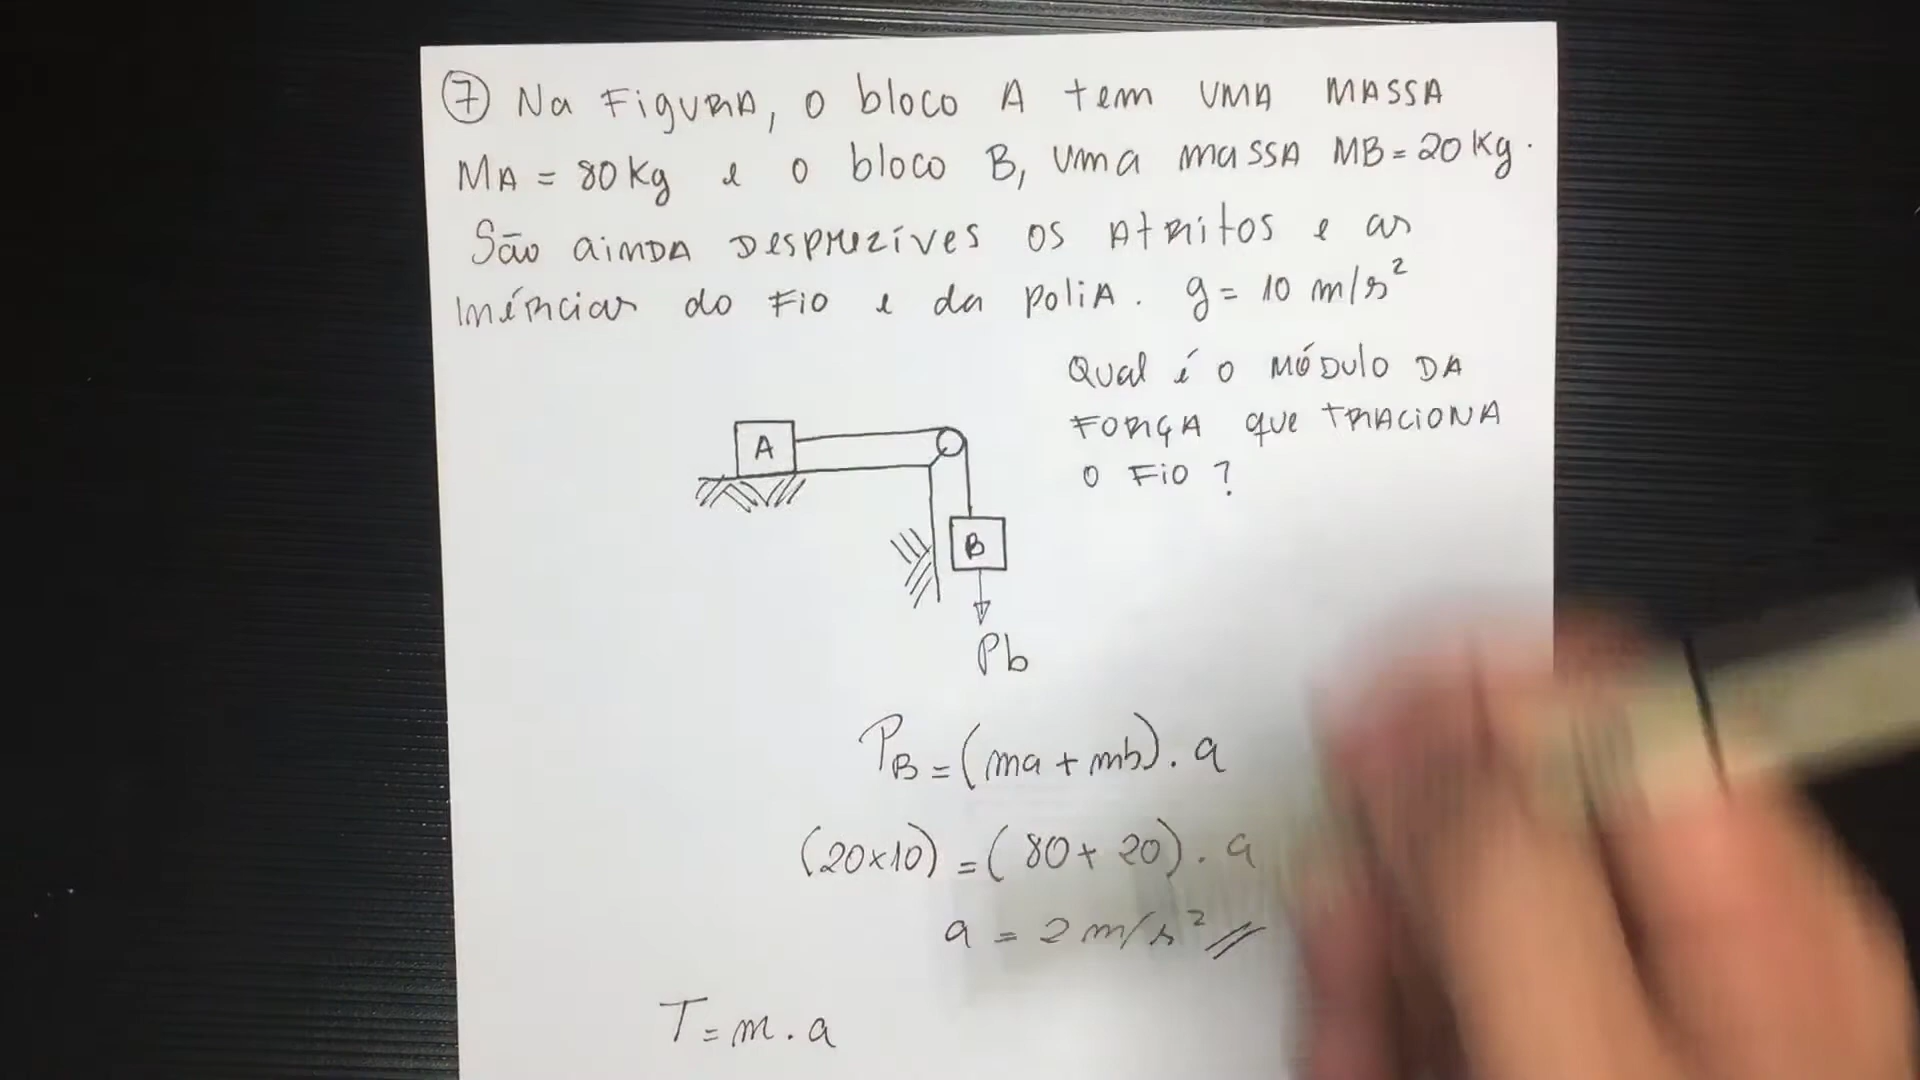 7 Na FiguRA, o bloco A tem UMA MASSA
MA = 80 Kg e o bloco B, uma massA MB = 20 Kg.
São aiNDA DespRezíves os AtRitos e as
inéRcias do Fio e da poliA. g = 10 m/s²
Qual é o MóDulo DA
FORçA que TRACiONA
o Fio ?
A
B
Pb
PB = (ma + mb) . a
(20x10) = ( 80 + 20) . a
a = 2 m/s² //
T = m . a